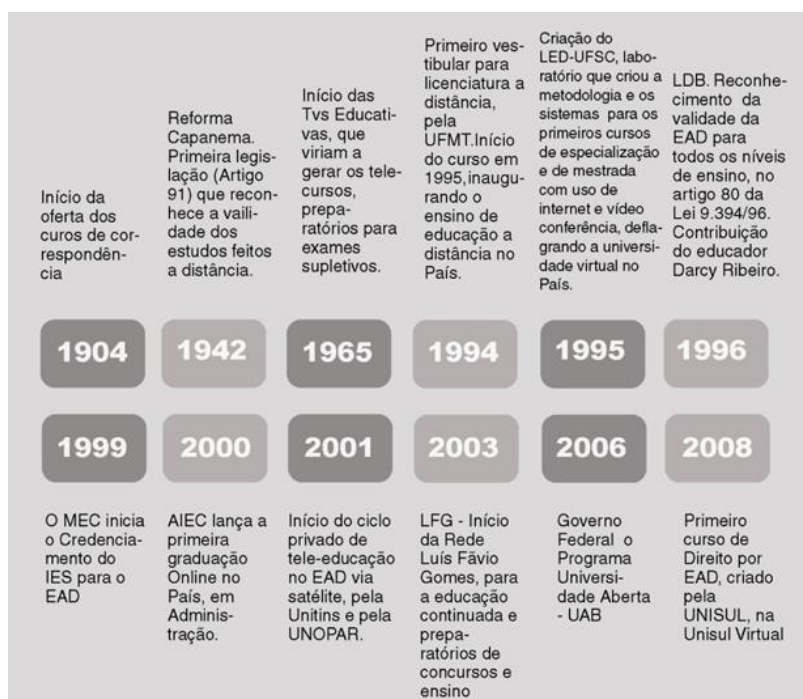 Início da
oferta dos
curos de cor-
respondên-
cia
Reforma
Capanema.
Primeira legis-
lação (Artigo
91) que recon-
hece a vaili-
dade dos
estudos feitos
a distância.
Início das
Tvs Educati-
vas, que
viriam a
gerar os tele-
cursos,
prepa-
ratórios para
exames
supletivos.
Primeiro ves-
tibular para
licenciatura a
distância,
pela
UFMT.Início
do curso em
1995,inaugu-
rando o
ensino de
educação a
distância no
País.
Criação do
LED-UFSC, labo-
ratório que criou a
metodologia e os
sistemas para os
primeiros cursos
de especialização
e de mestrada
com uso de
internet e vídeo
conferência, defla-
grando a univers-
idade virtual no
País.
LDB. Reconhe-
cimento da
validade da
EAD para
todos os níveis
de ensino, no
artigo 80 da
Lei 9.394/96.
Contribuição
do educador
Darcy Ribeiro.
1904
1942
1965
1994
1995
1996
1999
2000
2001
2003
2006
2008
O MEC inicia
o Credencia-
mento do
IES para o
EAD
AIEC lança a
primeira
graduação
Online no
País, em
Adminis-
tração.
Início do ciclo
privado de
tele-educação
no EAD via
satélite, pela
Unitins e pela
UNOPAR.
LFG - Início
da Rede
Luís Fãvio
Gomes, para
a educação
continuada e
prepa-
ratórios de
concursos e
ensino
Governo
Federal o
Programa
Universi-
dade Aberta
- UAB
Primeiro
curso de
Direito por
EAD, criado
pela
UNISUL, na
Unisul Virtual